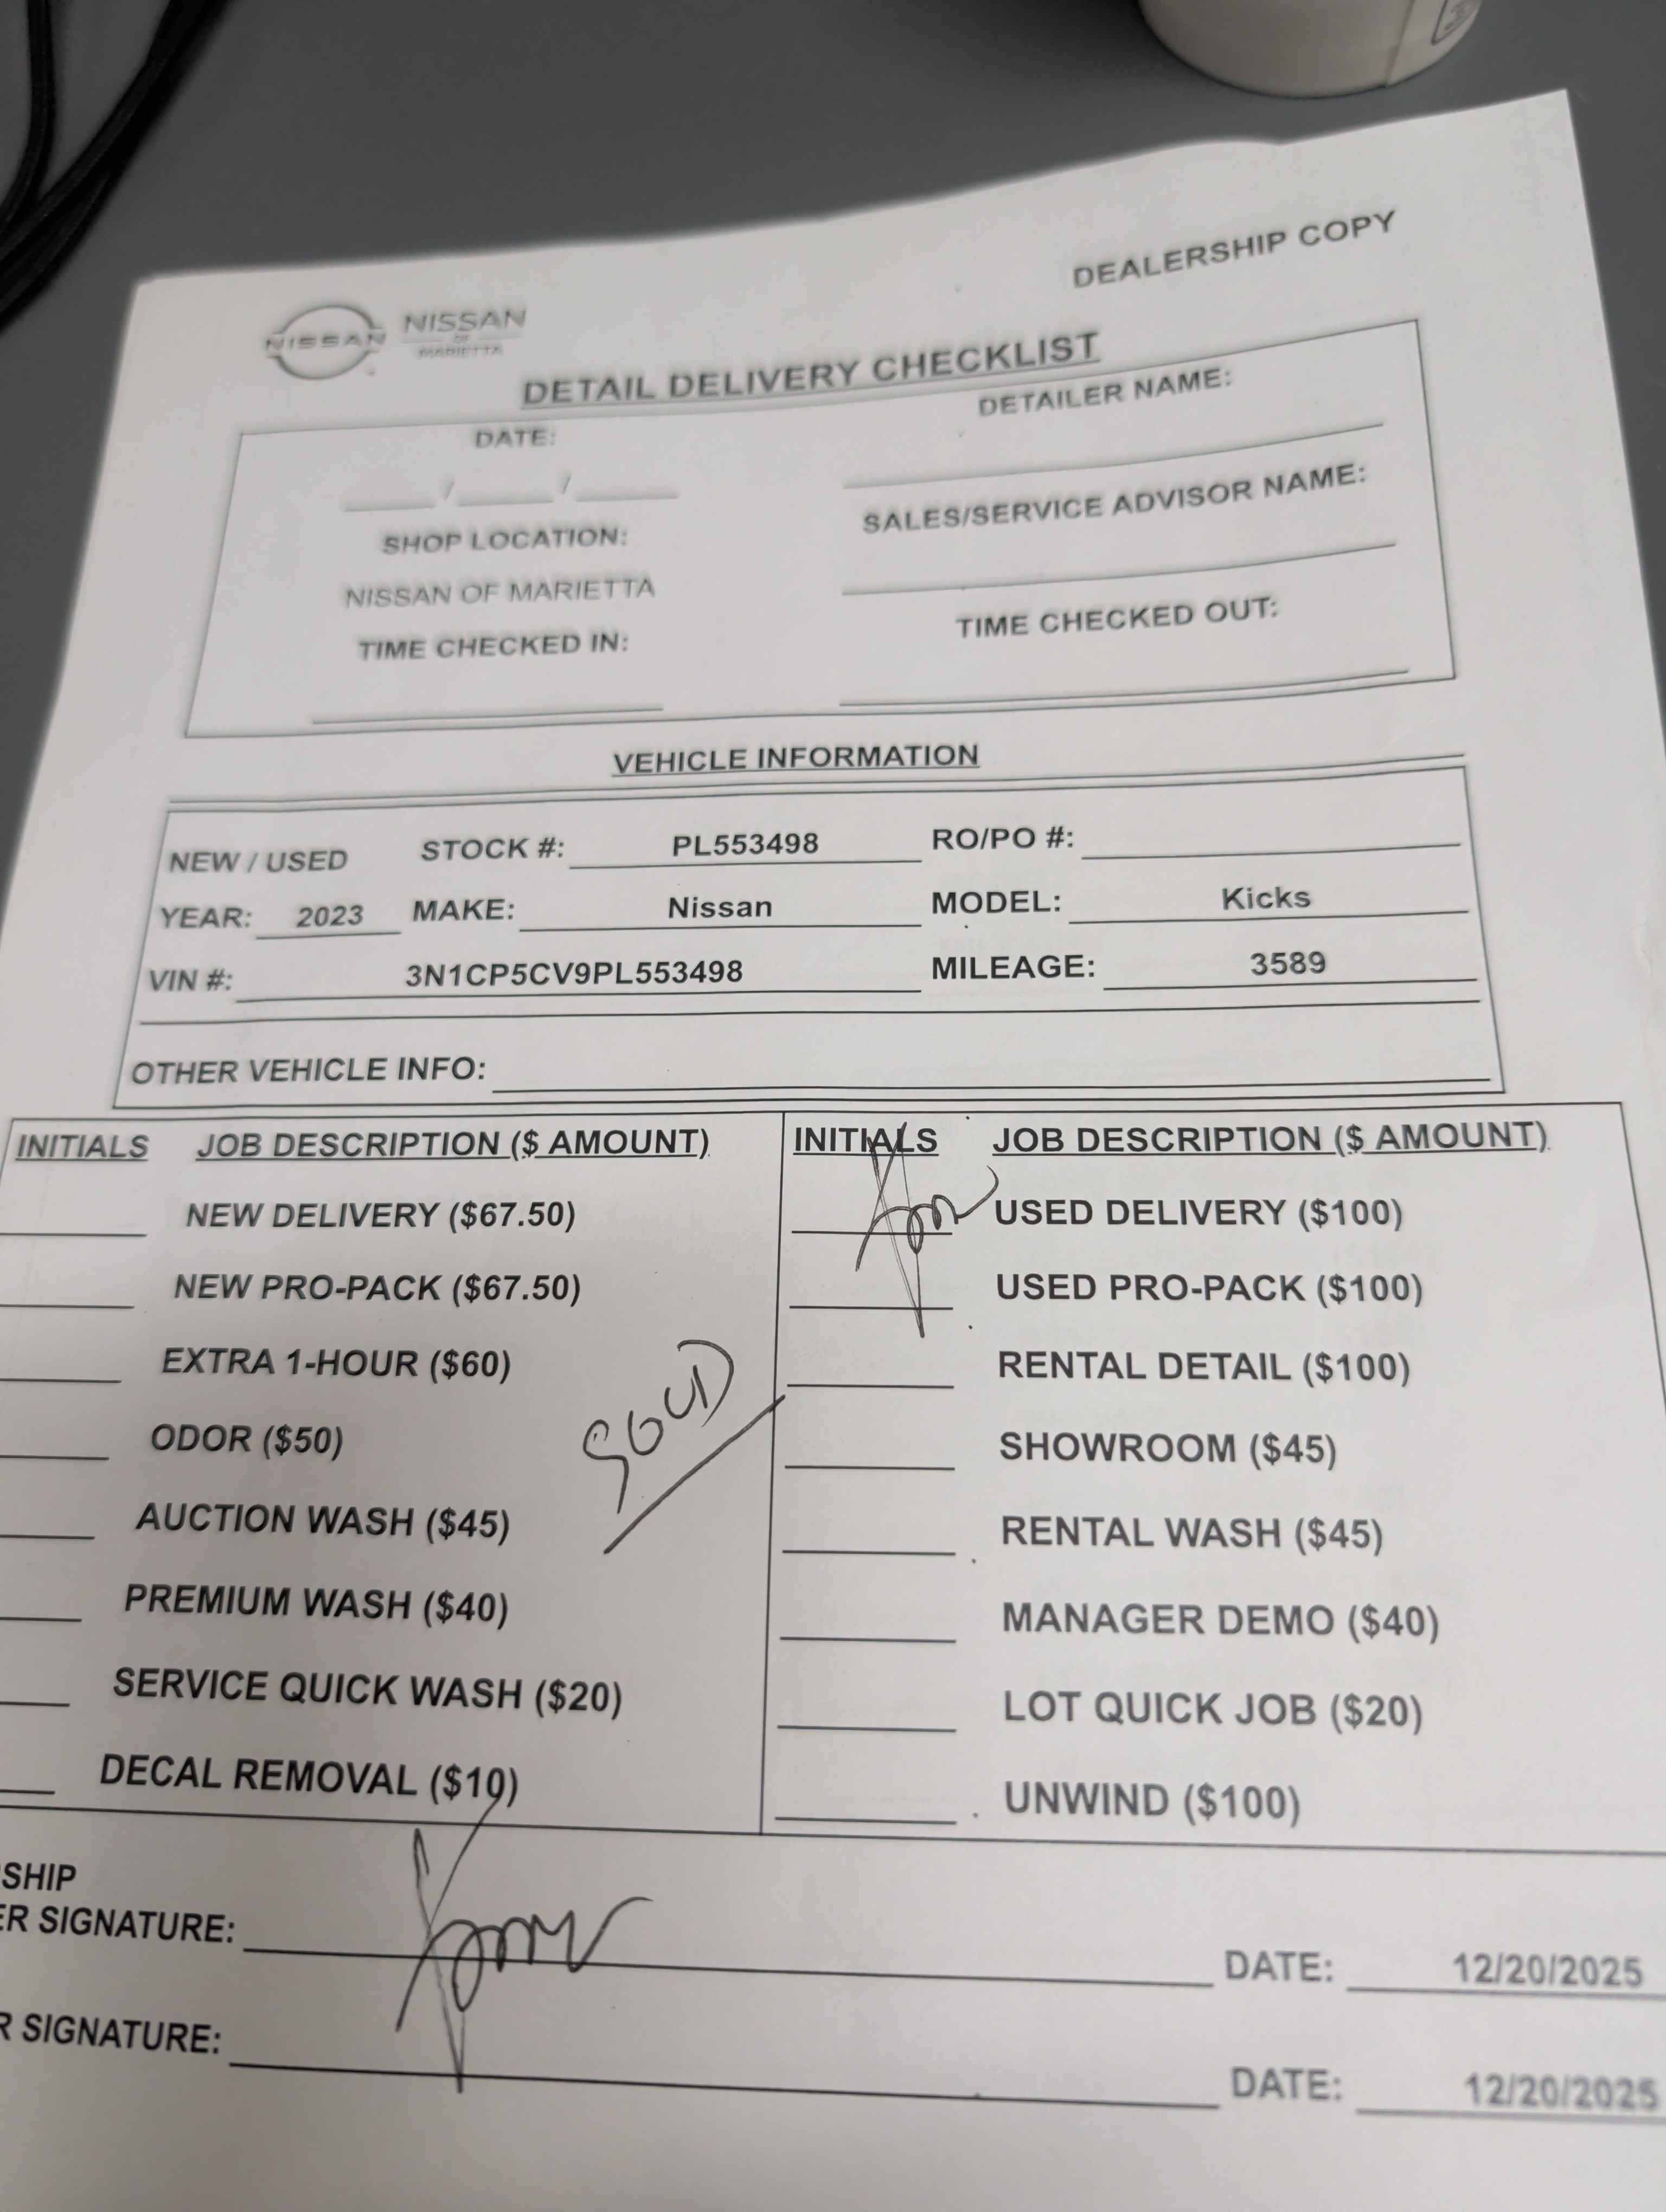 DEALERSHIP COPY
NISSAN
NISSAN
OF
MARIETTA
DETAIL DELIVERY CHECKLIST
DATE:
DETAILER NAME:
/ /
SHOP LOCATION:
SALES/SERVICE ADVISOR NAME:
NISSAN OF MARIETTA
TIME CHECKED IN:
TIME CHECKED OUT:
VEHICLE INFORMATION
NEW / USED STOCK #: PL553498 RO/PO #:
YEAR: 2023 MAKE: Nissan MODEL: Kicks
VIN #: 3N1CP5CV9PL553498 MILEAGE: 3589
OTHER VEHICLE INFO:
INITIALS JOB DESCRIPTION ($ AMOUNT)
NEW DELIVERY ($67.50)
NEW PRO-PACK ($67.50)
EXTRA 1-HOUR ($60)
ODOR ($50)
AUCTION WASH ($45)
PREMIUM WASH ($40)
SERVICE QUICK WASH ($20)
DECAL REMOVAL ($10)
SOLD
INITIALS JOB DESCRIPTION ($ AMOUNT)
USED DELIVERY ($100)
USED PRO-PACK ($100)
RENTAL DETAIL ($100)
SHOWROOM ($45)
RENTAL WASH ($45)
MANAGER DEMO ($40)
LOT QUICK JOB ($20)
UNWIND ($100)
SHIP
ER SIGNATURE: DATE: 12/20/2025
R SIGNATURE: DATE: 12/20/2025